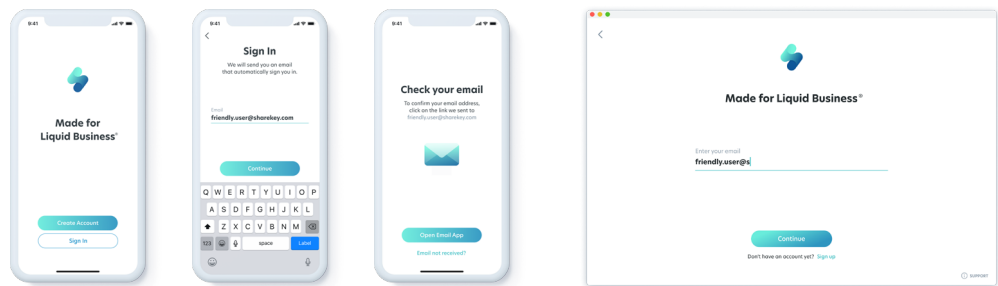 9:41
Made for
Liquid Business®
Create Account
Sign In
9:41
Sign In
We will send you an email
that automatically sign you in.
Email
friendly.user@sharekey.com
Continue
Q W E R T Y U I O P
A S D F G H J K L
Z X C V B N M
123 space Label
9:41
Check your email
To confirm your email address,
click on the link we sent to
friendly.user@sharekey.com
Open Email App
Email not received?
Made for Liquid Business®
Enter your email
friendly.user@s
Continue
Don't have an account yet? Sign up
SUPPORT